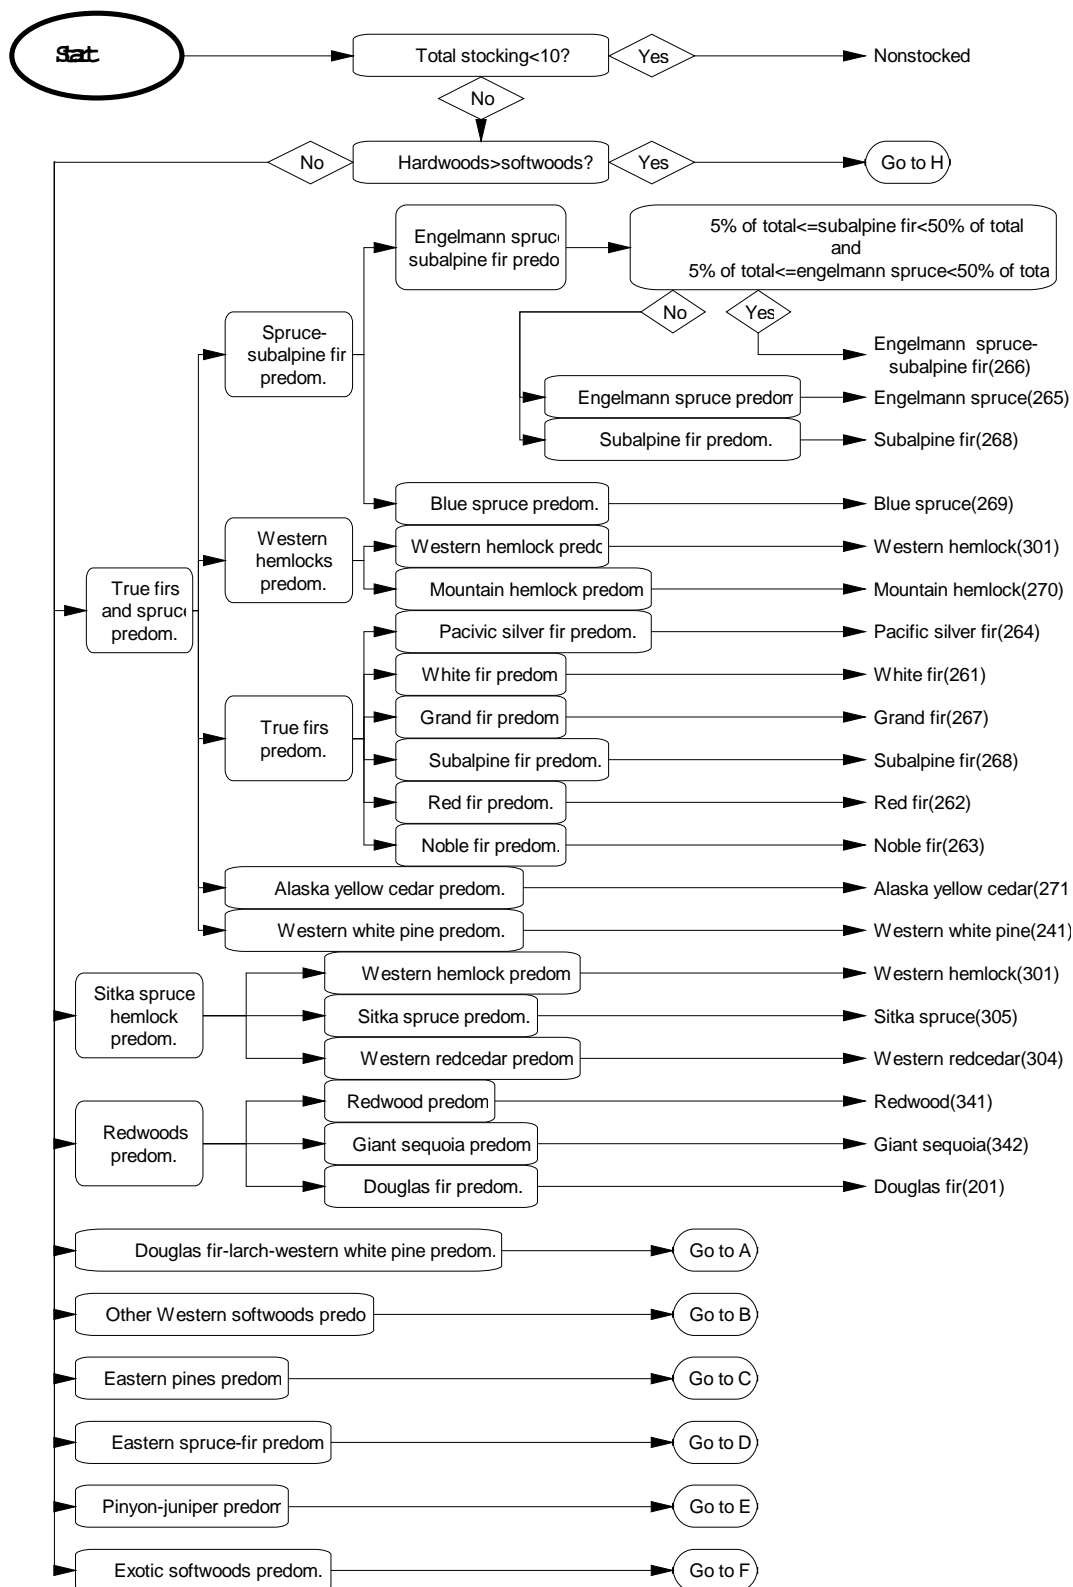 Start
Total stocking<10?
Yes
Nonstocked
No
No
Hardwoods>softwoods?
Yes
Go to H
Engelmann spruc
subalpine fir predo
5% of total<=subalpine fir<50% of total
and
5% of total<=engelmann spruce<50% of tota
No
Yes
Spruce-
subalpine fir
predom.
Engelmann spruce-
subalpine fir(266)
Engelmann spruce predom
Engelmann spruce(265)
Subalpine fir predom.
Subalpine fir(268)
Blue spruce predom.
Blue spruce(269)
Western
hemlocks
predom.
Western hemlock predo
Western hemlock(301)
Mountain hemlock predom
Mountain hemlock(270)
True firs
and spruce
predom.
Pacivic silver fir predom.
Pacific silver fir(264)
White fir predom
White fir(261)
Grand fir predom
Grand fir(267)
True firs
predom.
Subalpine fir predom.
Subalpine fir(268)
Red fir predom.
Red fir(262)
Noble fir predom.
Noble fir(263)
Alaska yellow cedar predom.
Alaska yellow cedar(271
Western white pine predom.
Western white pine(241)
Sitka spruce
hemlock
predom.
Western hemlock predom
Western hemlock(301)
Sitka spruce predom.
Sitka spruce(305)
Western redcedar predom
Western redcedar(304)
Redwoods
predom.
Redwood predom
Redwood(341)
Giant sequoia predom
Giant sequoia(342)
Douglas fir predom.
Douglas fir(201)
Douglas fir-larch-western white pine predom.
Go to A
Other Western softwoods predo
Go to B
Eastern pines predom
Go to C
Eastern spruce-fir predom
Go to D
Pinyon-juniper predom
Go to E
Exotic softwoods predom.
Go to F